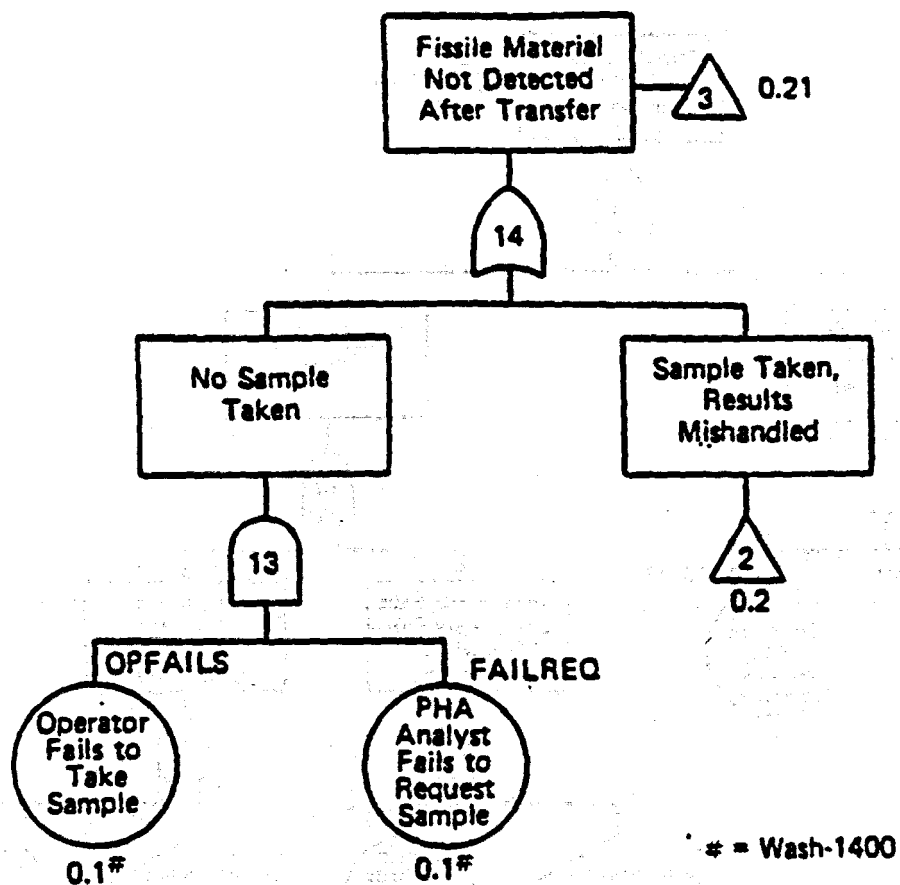 Fissile Material
Not Detected
After Transfer
3
0.21
14
No Sample
Taken
Sample Taken,
Results
Mishandled
13
2
0.2
OPFAILS
FAILREQ
Operator
Fails to
Take
Sample
PHA
Analyst
Fails to
Request
Sample
0.1#
0.1#
# = Wash-1400